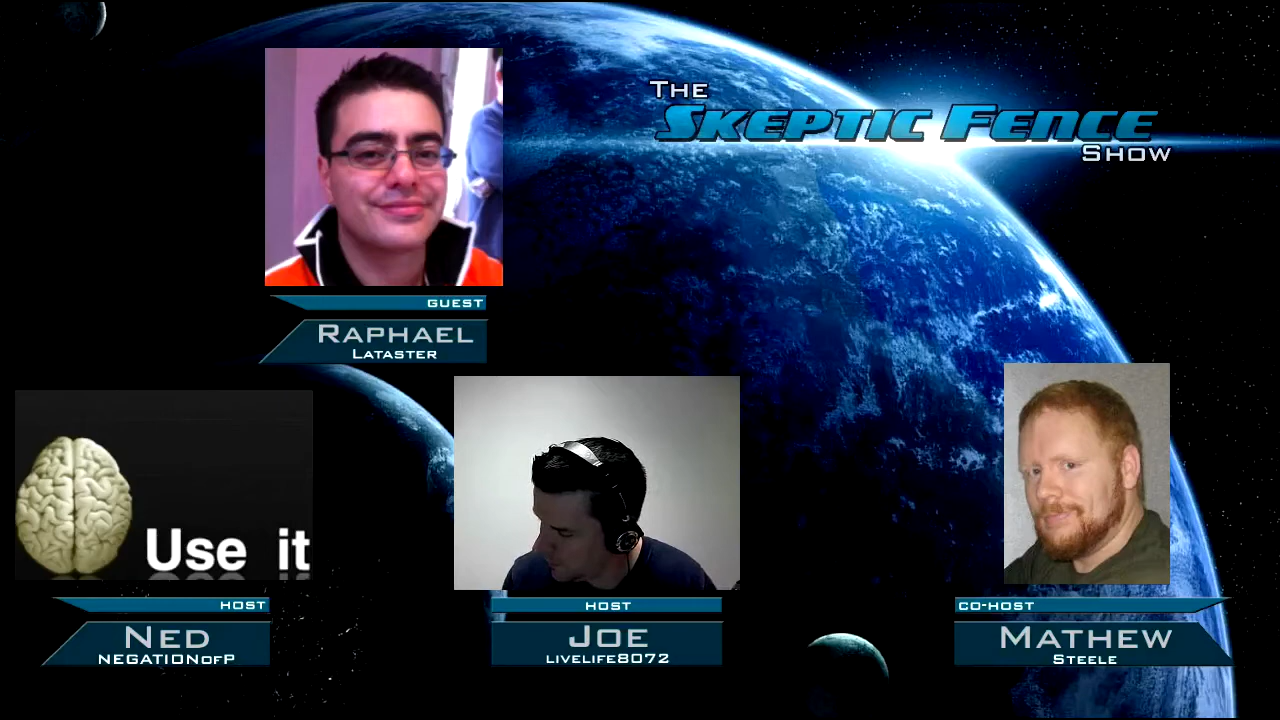 THE
SKEPTIC FENCE
SHOW
GUEST
RAPHAEL
LATASTER
Use it
HOST
NED
NEGATIONofP
HOST
JOE
LIVELIFE8072
CO-HOST
MATHEW
STEELE